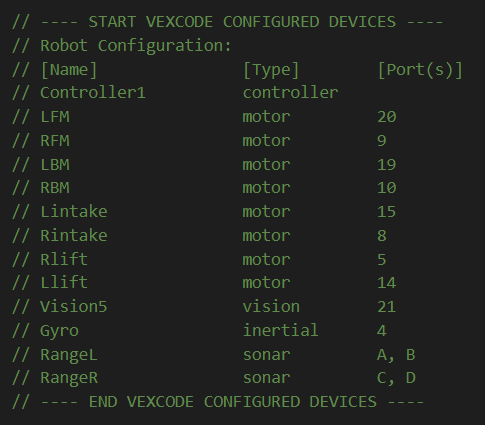 // ---- START VEXCODE CONFIGURED DEVICES ----
// Robot Configuration:
// [Name]               [Type]        [Port(s)]
// Controller1          controller
// LFM                  motor         20
// RFM                  motor         9
// LBM                  motor         19
// RBM                  motor         10
// Lintake              motor         15
// Rintake              motor         8
// Rlift                motor         5
// Llift                motor         14
// Vision5              vision        21
// Gyro                 inertial      4
// RangeL               sonar         A, B
// RangeR               sonar         C, D
// ---- END VEXCODE CONFIGURED DEVICES ----